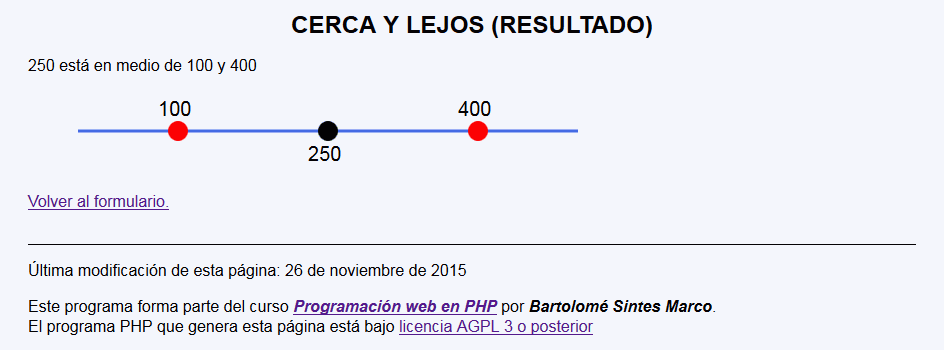 CERCA Y LEJOS (RESULTADO)
250 está en medio de 100 y 400
100 400
250
Volver al formulario.
Última modificación de esta página: 26 de noviembre de 2015
Este programa forma parte del curso Programación web en PHP por Bartolomé Sintes Marco.
El programa PHP que genera esta página está bajo licencia AGPL 3 o posterior